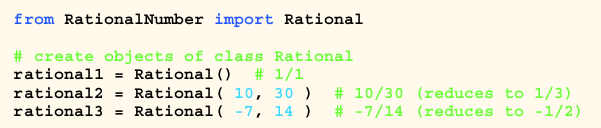 from RationalNumber import Rational
# create objects of class Rational
rational1 = Rational()  # 1/1
rational2 = Rational( 10, 30 )  # 10/30 (reduces to 1/3)
rational3 = Rational( -7, 14 )  # -7/14 (reduces to -1/2)